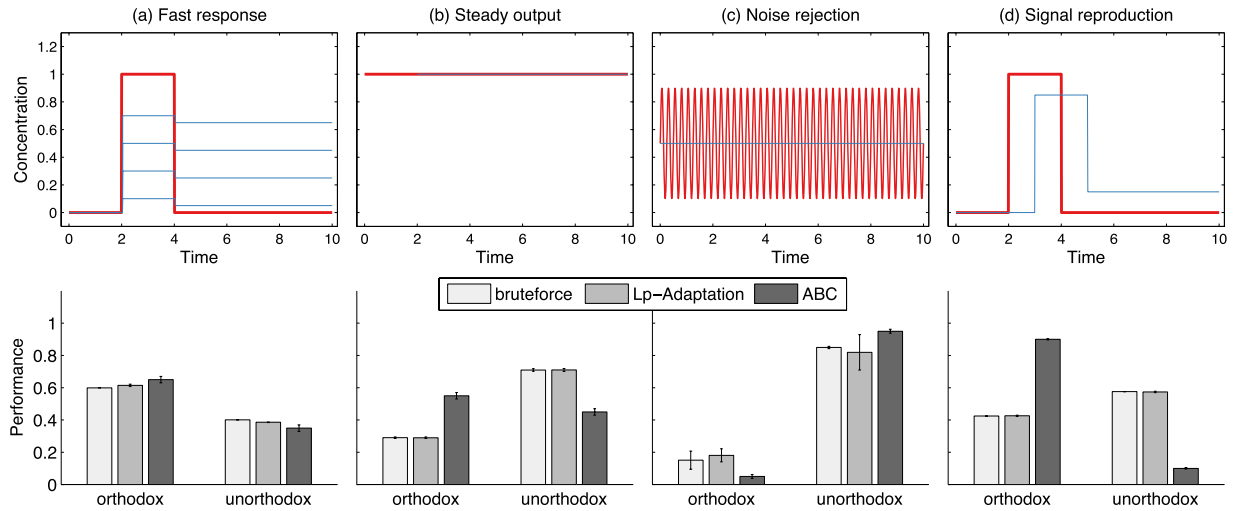 (a) Fast response
(b) Steady output
(c) Noise rejection
(d) Signal reproduction
Concentration
1.2
1
0.8
0.6
0.4
0.2
0
0 2 4 6 8 10
0 2 4 6 8 10
0 2 4 6 8 10
0 2 4 6 8 10
Time
Time
Time
Time
bruteforce Lp-Adaptation ABC
Performance
1
0.8
0.6
0.4
0.2
0
orthodox unorthodox
orthodox unorthodox
orthodox unorthodox
orthodox unorthodox